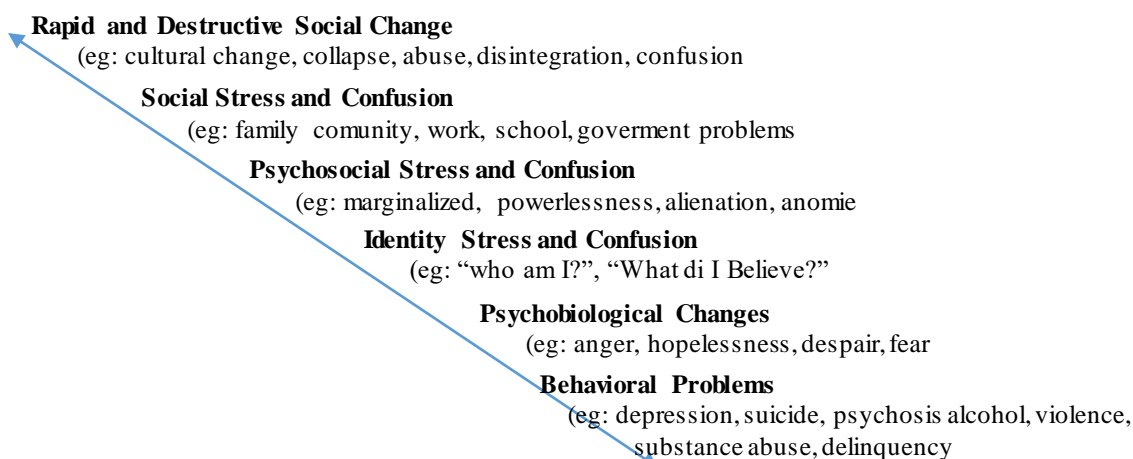 Rapid and Destructive Social Change
(eg: cultural change, collapse, abuse, disintegration, confusion
Social Stress and Confusion
(eg: family comunity, work, school, goverment problems
Psychosocial Stress and Confusion
(eg: marginalized, powerlessness, alienation, anomie
Identity Stress and Confusion
(eg: “who am I?”, “What di I Believe?”
Psychobiological Changes
(eg: anger, hopelessness, despair, fear
Behavioral Problems
(eg: depression, suicide, psychosis alcohol, violence,
substance abuse, delinquency